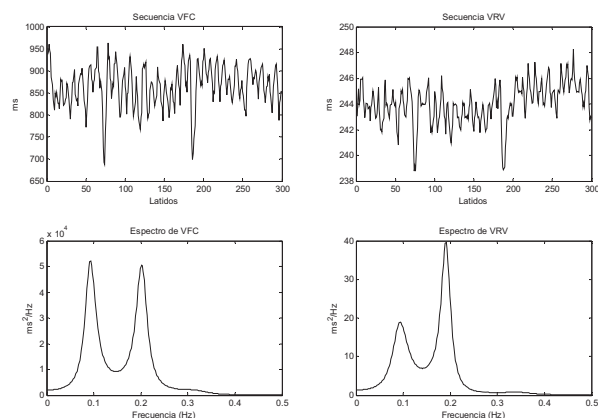 Secuencia VFC
1000
950
900
850
800
750
700
650
ms
0 50 100 150 200 250 300
Latidos
Secuencia VRV
250
248
246
244
242
240
238
ms
0 50 100 150 200 250 300
Latidos
Espectro de VFC
x 10^4
6
5
4
3
2
1
0
ms²/Hz
0 0.1 0.2 0.3 0.4 0.5
Frecuencia (Hz)
Espectro de VRV
40
30
20
10
0
ms²/Hz
0 0.1 0.2 0.3 0.4 0.5
Frecuencia (Hz)